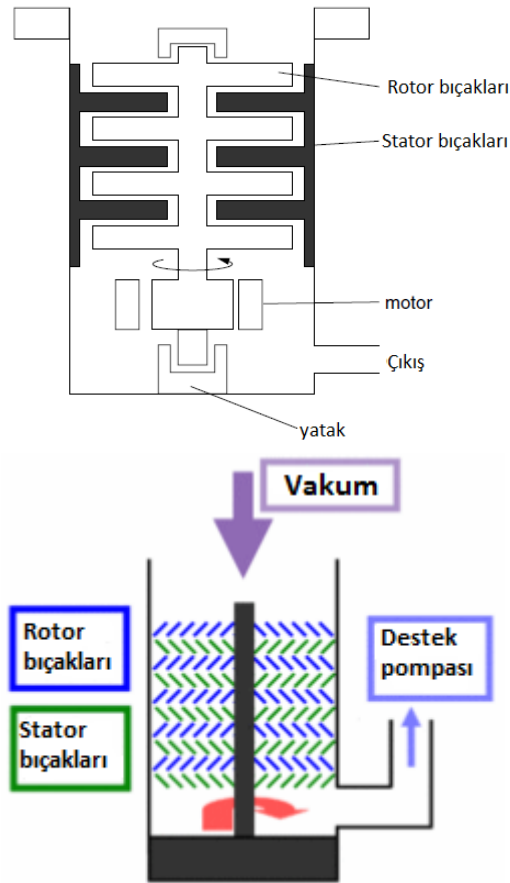 Rotor bıçakları
Stator bıçakları
motor
Çıkış
yatak
Vakum
Rotor
bıçakları
Destek
pompası
Stator
bıçakları